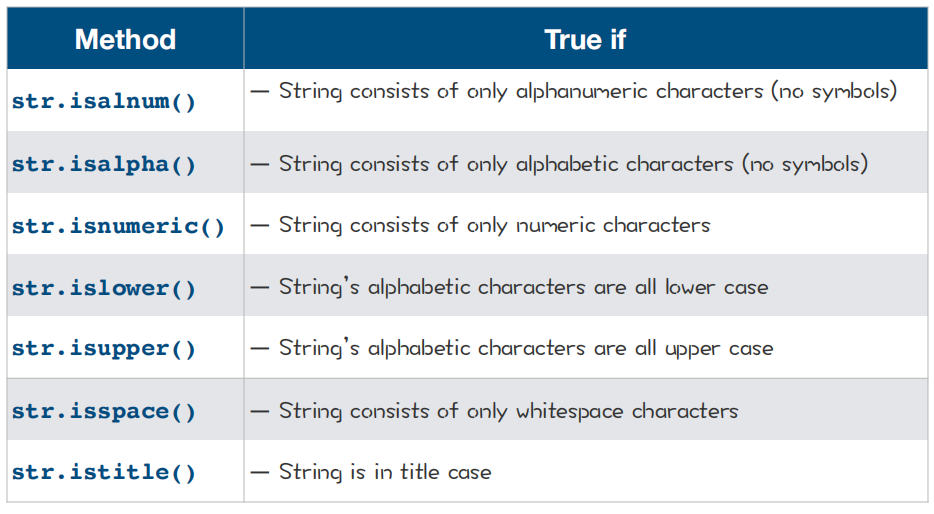 Method True if
str.isalnum() — String consists of only alphanumeric characters (no symbols)
str.isalpha() — String consists of only alphabetic characters (no symbols)
str.isnumeric() — String consists of only numeric characters
str.islower() — String's alphabetic characters are all lower case
str.isupper() — String's alphabetic characters are all upper case
str.isspace() — String consists of only whitespace characters
str.istitle() — String is in title case